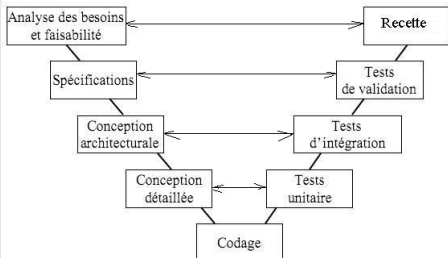 Analyse des besoins
et faisabilité
Recette
Spécifications
Tests
de validation
Conception
architecturale
Tests
d'intégration
Conception
détaillée
Tests
unitaire
Codage